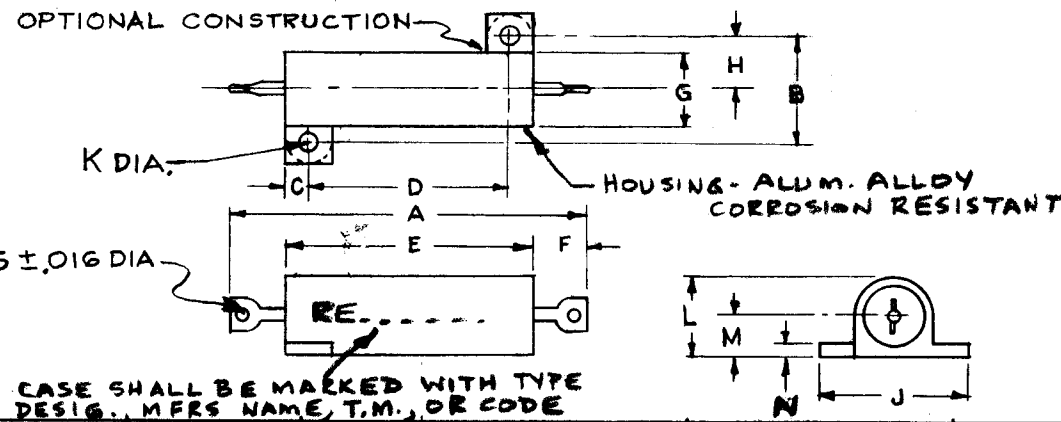 OPTIONAL CONSTRUCTION
H
G
B
K DIA.
C
D
HOUSING - ALUM. ALLOY
CORROSION RESISTANT
A
E
F
±.016 DIA
RE
L
M
N
J
CASE SHALL BE MARKED WITH TYPE
DESIG., MFRS NAME, T.M., OR CODE